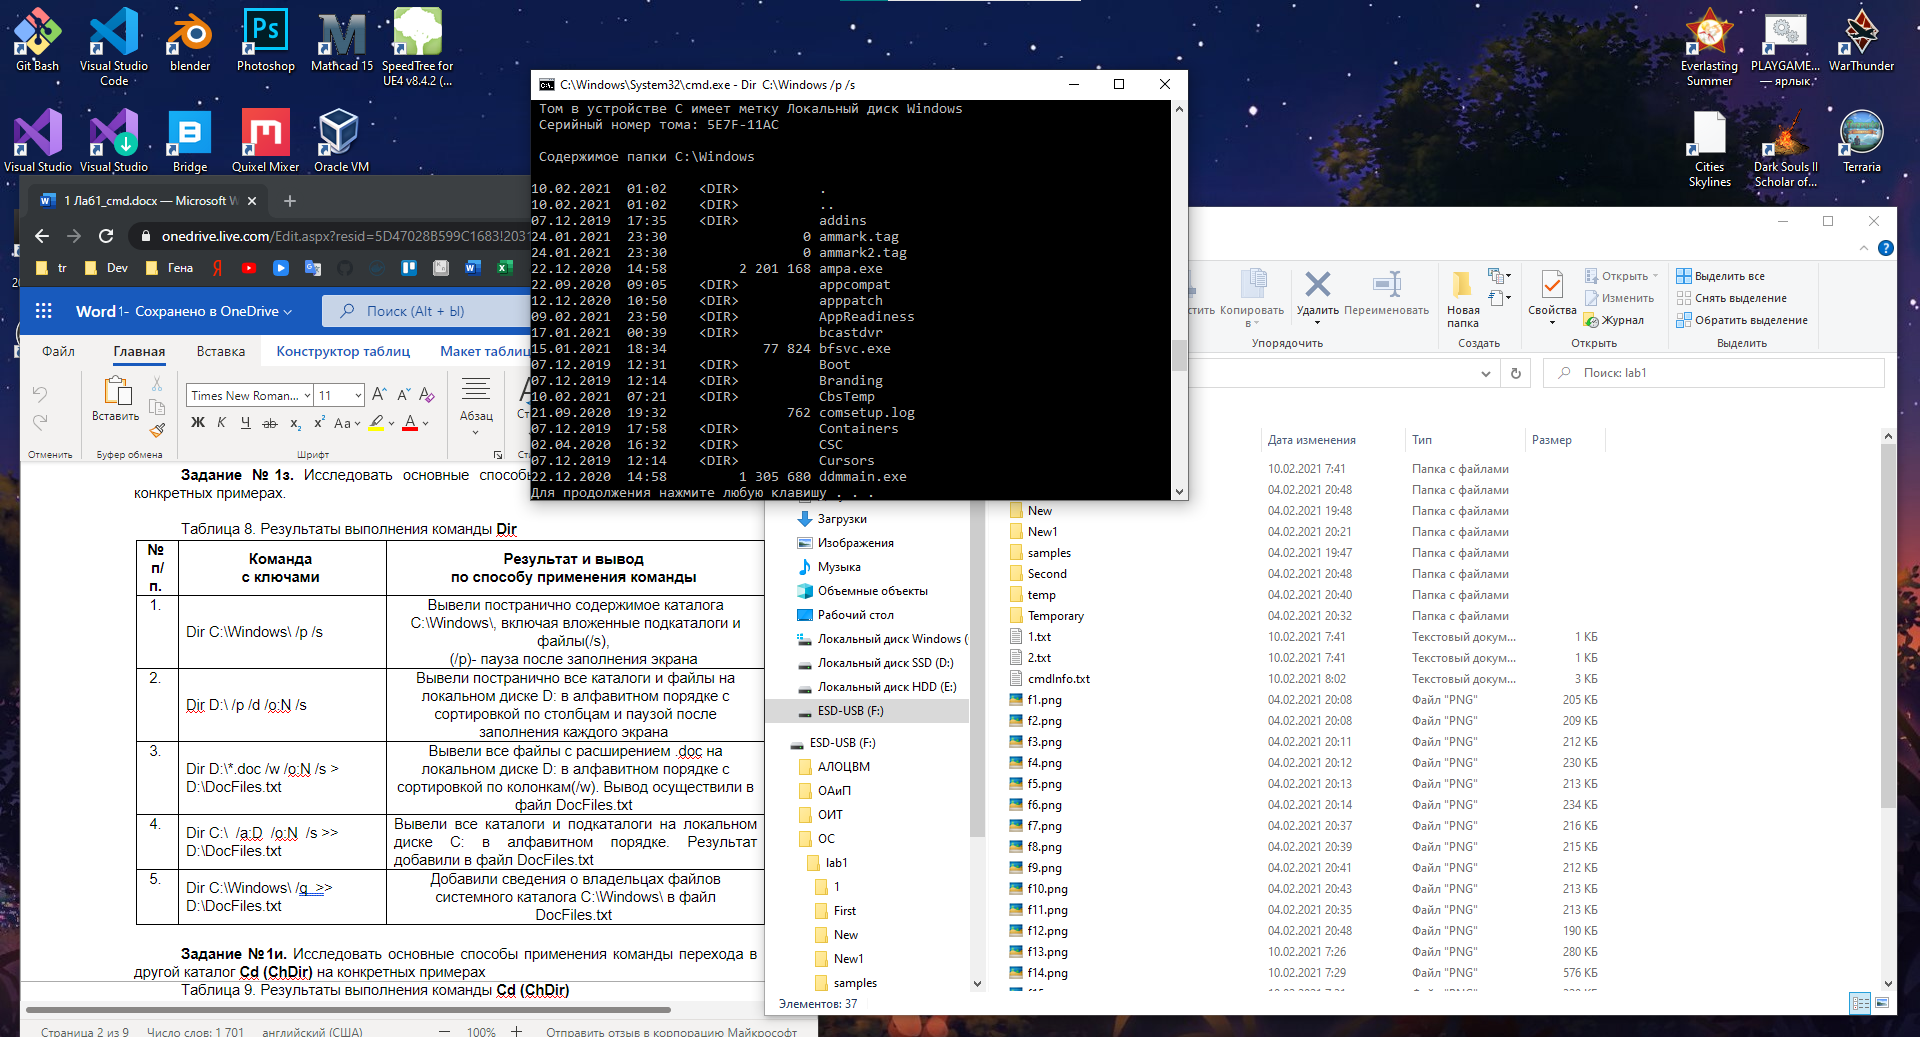 Git Bash
Visual Studio
Code
blender
Photoshop
Mathcad 15
SpeedTree for
UE4 v8.4.2 (...
Everlasting
Summer
PLAYGAME...
— ярлык
WarThunder
Visual Studio
Visual Studio
Bridge
Quixel Mixer
Oracle VM
Cities
Skylines
Dark Souls II
Scholar of...
Terraria
C:\Windows\System32\cmd.exe - Dir C:\Windows /p /s
Том в устройстве C имеет метку Локальный диск Windows
Серийный номер тома: 5E7F-11AC
Содержимое папки C:\Windows
10.02.2021 01:02 <DIR> .
10.02.2021 01:02 <DIR> ..
07.12.2019 17:35 <DIR> addins
24.01.2021 23:30 0 ammark.tag
24.01.2021 23:30 0 ammark2.tag
22.12.2020 14:58 2 201 168 ampa.exe
22.09.2020 09:05 <DIR> appcompat
12.12.2020 10:50 <DIR> apppatch
09.02.2021 23:50 <DIR> AppReadiness
17.01.2021 00:39 <DIR> bcastdvr
15.01.2021 18:34 77 824 bfsvc.exe
07.12.2019 12:31 <DIR> Boot
07.12.2019 12:14 <DIR> Branding
10.02.2021 07:21 <DIR> CbsTemp
21.09.2020 19:32 762 comsetup.log
07.12.2019 17:58 <DIR> Containers
02.04.2020 16:32 <DIR> CSC
07.12.2019 12:14 <DIR> Cursors
22.12.2020 14:58 1 305 680 ddmmain.exe
Для продолжения нажмите любую клавишу . . .
1 Лаб1_cmd.docx — Microsoft W
onedrive.live.com/Edit.aspx?resid=5D47028B599C1683!2031
tr
Dev
Гена
Word 1- Сохранено в OneDrive
Поиск (Alt + Ы)
Файл
Главная
Вставка
Конструктор таблиц
Макет таблиц
Вставить
Times New Roman...
11
Ж К Ч ab x₂ x² Aa
Абзац
Ст
Отменить
Буфер обмена
Шрифт
Задание № 1з. Исследовать основные способы
конкретных примерах.
Таблица 8. Результаты выполнения команды Dir
№ п/п.
Команда с ключами
Результат и вывод по способу применения команды
1.
Dir C:\Windows\ /p /s
Вывели постранично содержимое каталога
C:\Windows\, включая вложенные подкаталоги и
файлы(/s),
(/p)- пауза после заполнения экрана
2.
Dir D:\ /p /d /o:N /s
Вывели постранично все каталоги и файлы на
локальном диске D: в алфавитном порядке с
сортировкой по столбцам и паузой после
заполнения каждого экрана
3.
Dir D:\*.doc /w /o:N /s >
D:\DocFiles.txt
Вывели все файлы с расширением .doc на
локальном диске D: в алфавитном порядке с
сортировкой по колонкам(/w). Вывод осуществили в
файл DocFiles.txt
4.
Dir C:\ /a:D /o:N /s >>
D:\DocFiles.txt
Вывели все каталоги и подкаталоги на локальном
диске C: в алфавитном порядке. Результат
добавили в файл DocFiles.txt
5.
Dir C:\Windows\ /q >>
D:\DocFiles.txt
Добавили сведения о владельцах файлов
системного каталога C:\Windows\ в файл
DocFiles.txt
Задание №1и. Исследовать основные способы применения команды перехода в
другой каталог Cd (ChDir) на конкретных примерах
Таблица 9. Результаты выполнения команды Cd (ChDir)
Страница 2 из 9
Число слов: 1 701
английский (США)
100%
Отправить отзыв в корпорацию Майкрософт
Копировать
в
Удалить
Переименовать
Упорядочить
Новая
папка
Создать
Свойства
Открыть
Изменить
Журнал
Открыть
Выделить все
Снять выделение
Обратить выделение
Выделить
Поиск: lab1
Дата изменения
Тип
Размер
10.02.2021 7:41 Папка с файлами
04.02.2021 20:48 Папка с файлами
New 04.02.2021 19:48 Папка с файлами
New1 04.02.2021 20:21 Папка с файлами
samples 04.02.2021 19:47 Папка с файлами
Second 04.02.2021 20:48 Папка с файлами
temp 04.02.2021 20:40 Папка с файлами
Temporary 04.02.2021 20:32 Папка с файлами
1.txt 10.02.2021 7:41 Текстовый докум... 1 КБ
2.txt 10.02.2021 7:41 Текстовый докум... 1 КБ
cmdInfo.txt 10.02.2021 8:02 Текстовый докум... 3 КБ
f1.png 04.02.2021 20:08 Файл "PNG" 205 КБ
f2.png 04.02.2021 20:08 Файл "PNG" 209 КБ
f3.png 04.02.2021 20:11 Файл "PNG" 212 КБ
f4.png 04.02.2021 20:12 Файл "PNG" 230 КБ
f5.png 04.02.2021 20:13 Файл "PNG" 213 КБ
f6.png 04.02.2021 20:14 Файл "PNG" 234 КБ
f7.png 04.02.2021 20:37 Файл "PNG" 216 КБ
f8.png 04.02.2021 20:39 Файл "PNG" 215 КБ
f9.png 04.02.2021 20:41 Файл "PNG" 212 КБ
f10.png 04.02.2021 20:43 Файл "PNG" 213 КБ
f11.png 04.02.2021 20:35 Файл "PNG" 213 КБ
f12.png 04.02.2021 20:48 Файл "PNG" 190 КБ
f13.png 10.02.2021 7:26 Файл "PNG" 280 КБ
f14.png 10.02.2021 7:29 Файл "PNG" 576 КБ
Загрузки
Изображения
Музыка
Объемные объекты
Рабочий стол
Локальный диск Windows (
Локальный диск SSD (D:)
Локальный диск HDD (E:)
ESD-USB (F:)
ESD-USB (F:)
АЛОЦВМ
ОАиП
ОИТ
ОС
lab1
1
First
New
New1
samples
Элементов: 37